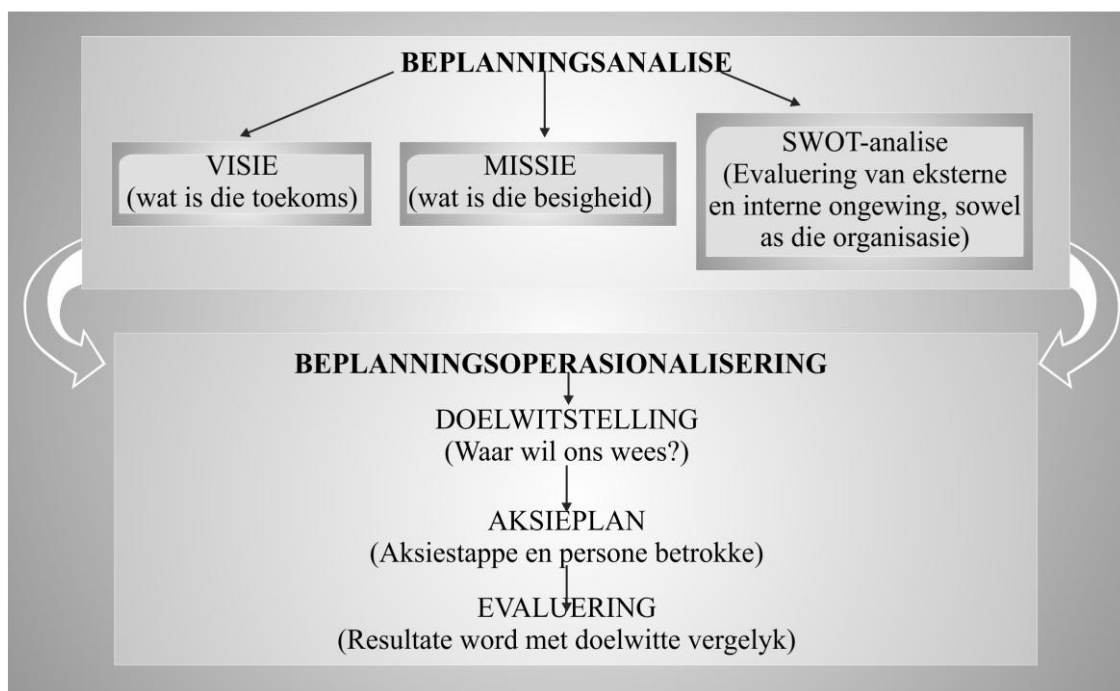 BEPLANNINGSANALISE
VISIE
(wat is die toekoms)
MISSIE
(wat is die besigheid)
SWOT-analise
(Evaluering van eksterne
en interne ongewing, sowel
as die organisasie)
BEPLANNINGSOPERASIONALISERING
DOELWITSTELLING
(Waar wil ons wees?)
AKSIEPLAN
(Aksiestappe en persone betrokke)
EVALUERING
(Resultate word met doelwitte vergelyk)